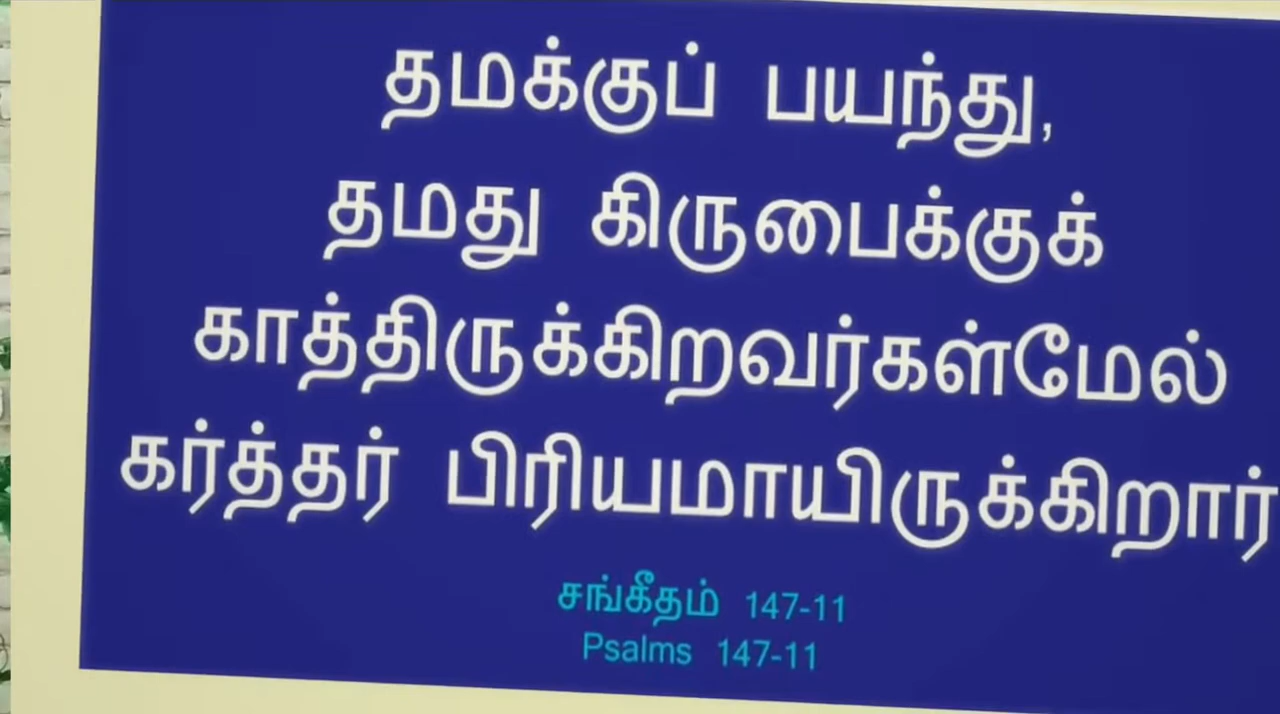 தமக்குப் பயந்து,
தமது கிருபைக்குக்
காத்திருக்கிறவர்கள்மேல்
கர்த்தர் பிரியமாயிருக்கிறார்
சங்கீதம் 147-11
Psalms 147-11